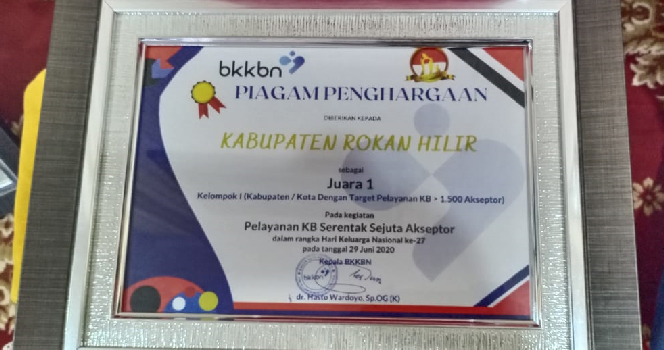 bkkbn
PIAGAM PENGHARGAAN
DIBERIKAN KEPADA
KABUPATEN ROKAN HILIR
sebagai
Juara 1
Kelompok I (Kabupaten / Kota Dengan Target Pelayanan KB < 1.500 Akseptor)
Pada kegiatan
Pelayanan KB Serentak Sejuta Akseptor
dalam rangka Hari Keluarga Nasional ke-27
pada tanggal 29 Juni 2020
Kepala BKKBN
bkkbn
dr. Hasto Wardoyo, Sp.OG (K)